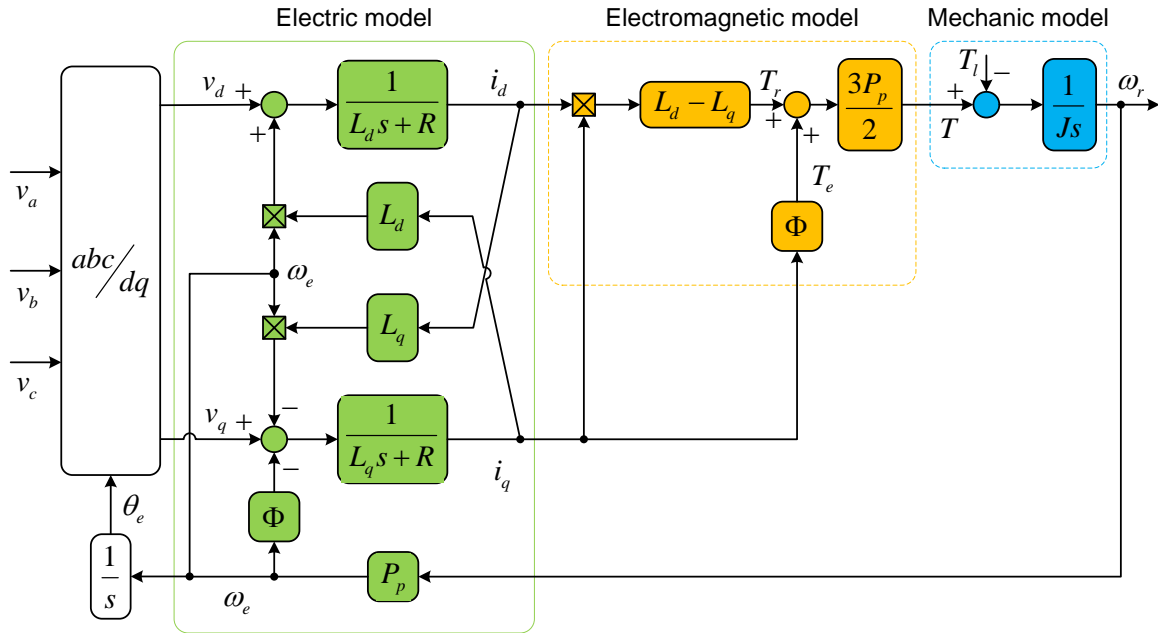 Electric model
Electromagnetic model
Mechanic model
v_d +
+
1
L_d s + R
i_d
L_d − L_q
T_r
+
+
3P_p
2
T_l
−
+
T
1
Js
ω_r
v_a
v_b
v_c
abc/dq
L_d
ω_e
L_q
T_e
Φ
v_q +
−
−
1
L_q s + R
i_q
θ_e
Φ
1
s
ω_e
P_p